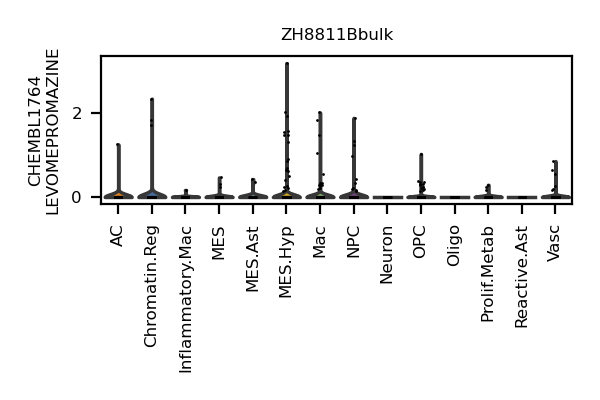 ZH8811Bbulk
CHEMBL1764
LEVOMEPROMAZINE
2
0
AC
Chromatin.Reg
Inflammatory.Mac
MES
MES.Ast
MES.Hyp
Mac
NPC
Neuron
OPC
Oligo
Prolif.Metab
Reactive.Ast
Vasc